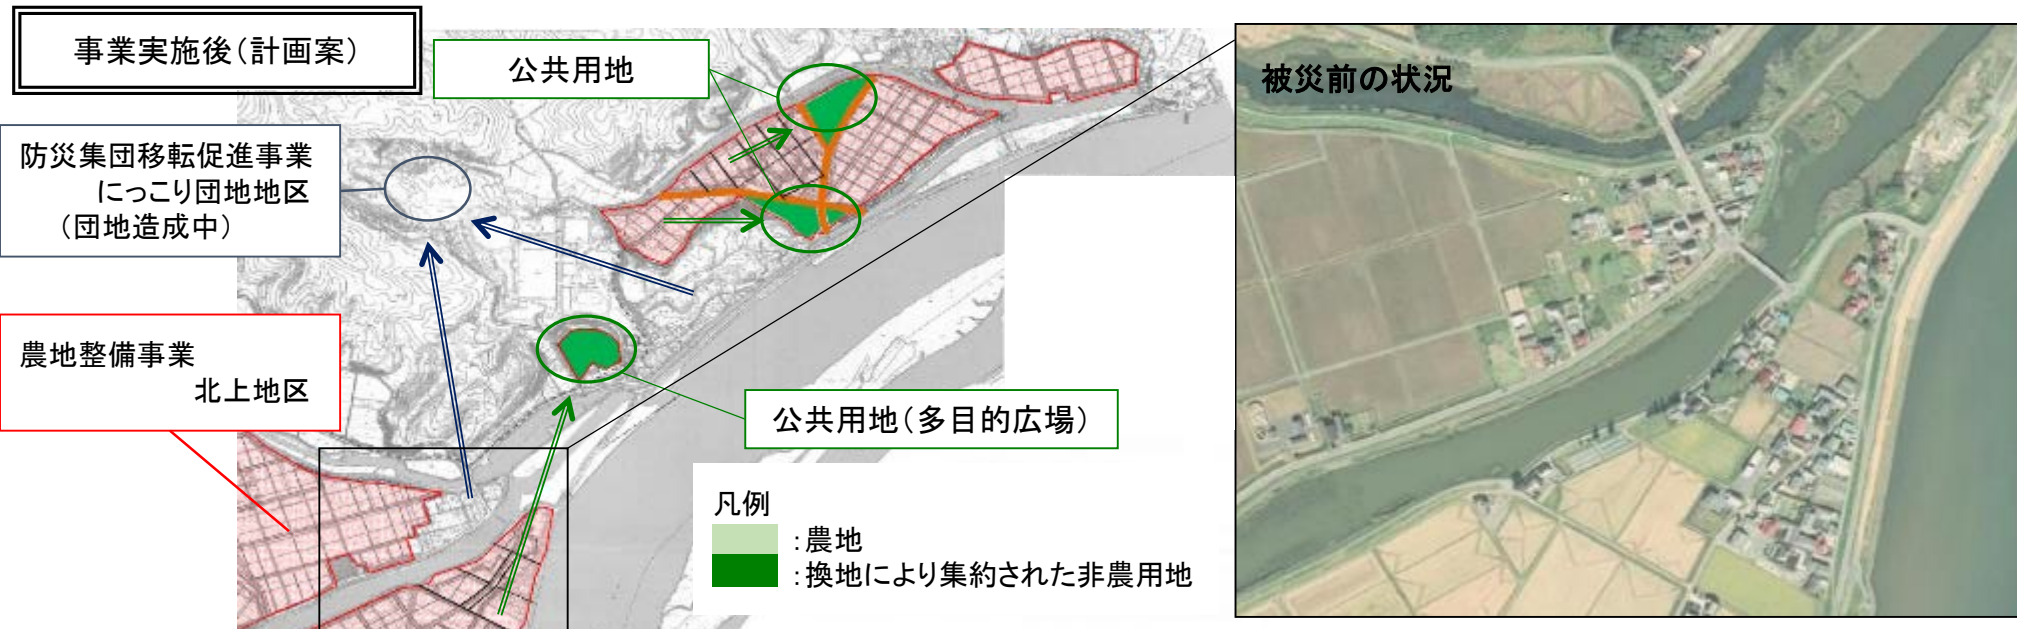 事業実施後(計画案)
公共用地
被災前の状況
防災集団移転促進事業
にっこり団地地区
(団地造成中)
農地整備事業
北上地区
公共用地(多目的広場)
凡例
:農地
:換地により集約された非農用地